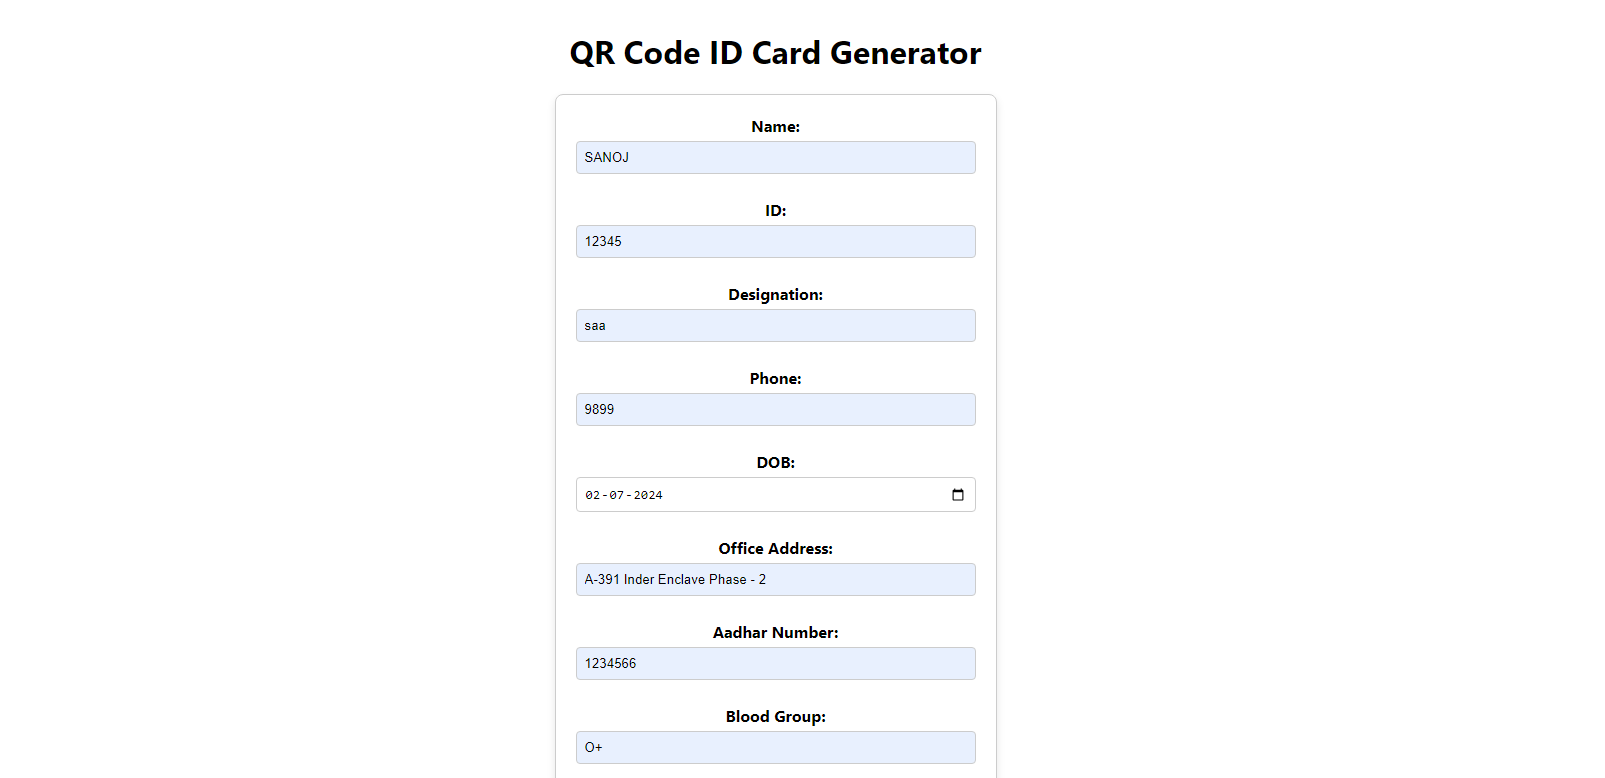 QR Code ID Card Generator
Name:
SANOJ
ID:
12345
Designation:
saa
Phone:
9899
DOB:
02-07-2024
Office Address:
A-391 Inder Enclave Phase - 2
Aadhar Number:
1234566
Blood Group:
O+